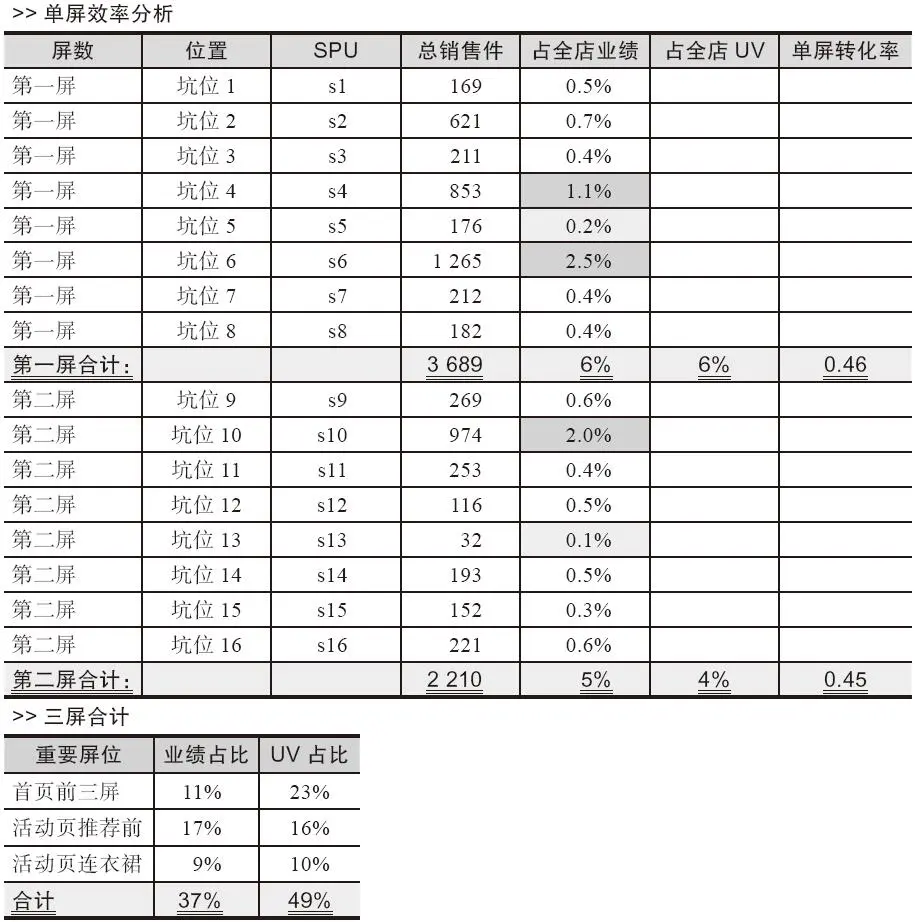 >> 单屏效率分析
屏数 位置 SPU 总销售件 占全店业绩 占全店 UV 单屏转化率
第一屏 坑位 1 s1 169 0.5%
第一屏 坑位 2 s2 621 0.7%
第一屏 坑位 3 s3 211 0.4%
第一屏 坑位 4 s4 853 1.1%
第一屏 坑位 5 s5 176 0.2%
第一屏 坑位 6 s6 1 265 2.5%
第一屏 坑位 7 s7 212 0.4%
第一屏 坑位 8 s8 182 0.4%
第一屏合计： 3 689 6% 6% 0.46
第二屏 坑位 9 s9 269 0.6%
第二屏 坑位 10 s10 974 2.0%
第二屏 坑位 11 s11 253 0.4%
第二屏 坑位 12 s12 116 0.5%
第二屏 坑位 13 s13 32 0.1%
第二屏 坑位 14 s14 193 0.5%
第二屏 坑位 15 s15 152 0.3%
第二屏 坑位 16 s16 221 0.6%
第二屏合计： 2 210 5% 4% 0.45
>> 三屏合计
重要屏位 业绩占比 UV 占比
首页前三屏 11% 23%
活动页推荐前 17% 16%
活动页连衣裙 9% 10%
合计 37% 49%